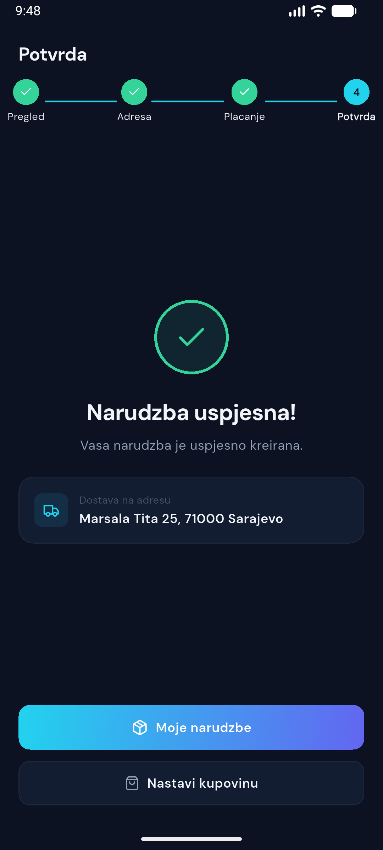 9:48
Potvrda
4
Pregled
Adresa
Placanje
Potvrda
Narudzba uspjesna!
Vasa narudzba je uspjesno kreirana.
Dostava na adresu
Marsala Tita 25, 71000 Sarajevo
Moje narudzbe
Nastavi kupovinu